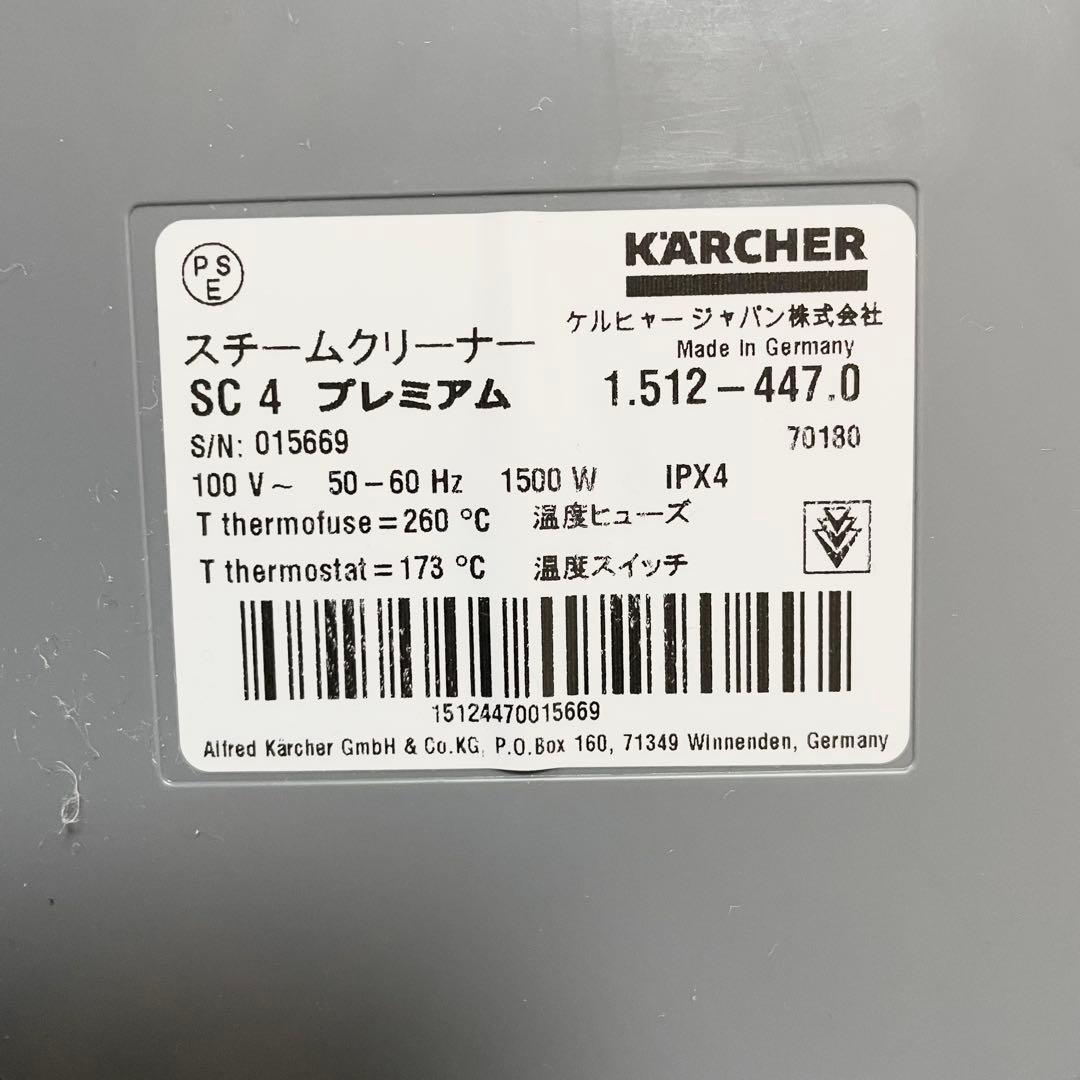 PSE
KÄRCHER
ケルヒャー ジャパン株式会社
スチームクリーナー
Made In Germany
SC 4 プレミアム
1.512-447.0
S/N: 015669
70180
100 V~ 50-60 Hz 1500 W IPX4
T thermofuse=260 °C 温度ヒューズ
T thermostat=173 °C 温度スイッチ
15124470015669
Alfred Kärcher GmbH & Co.KG, P.O.Box 160, 71349 Winnenden, Germany